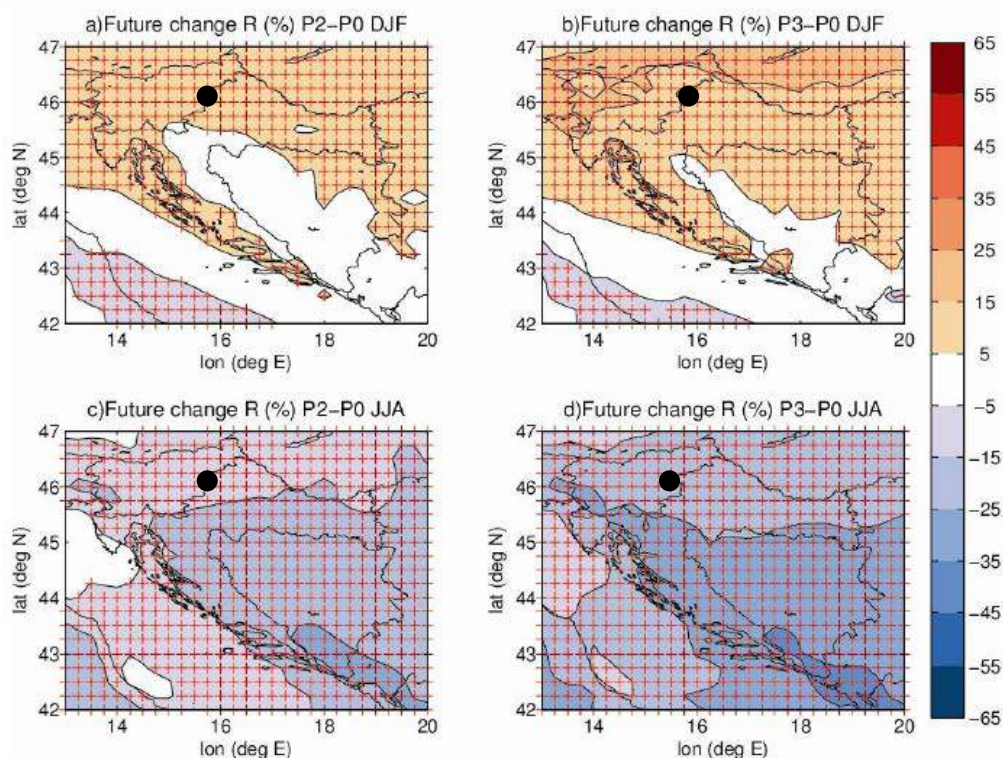 a)Future change R (%) P2-P0 DJF
47
46
45
44
43
42
lat (deg N)
14 16 18 20
lon (deg E)
b)Future change R (%) P3-P0 DJF
47
46
45
44
43
42
lat (deg N)
14 16 18 20
lon (deg E)
c)Future change R (%) P2-P0 JJA
47
46
45
44
43
42
lat (deg N)
14 16 18 20
lon (deg E)
d)Future change R (%) P3-P0 JJA
47
46
45
44
43
42
lat (deg N)
14 16 18 20
lon (deg E)
65
55
45
35
25
15
5
-5
-15
-25
-35
-45
-55
-65